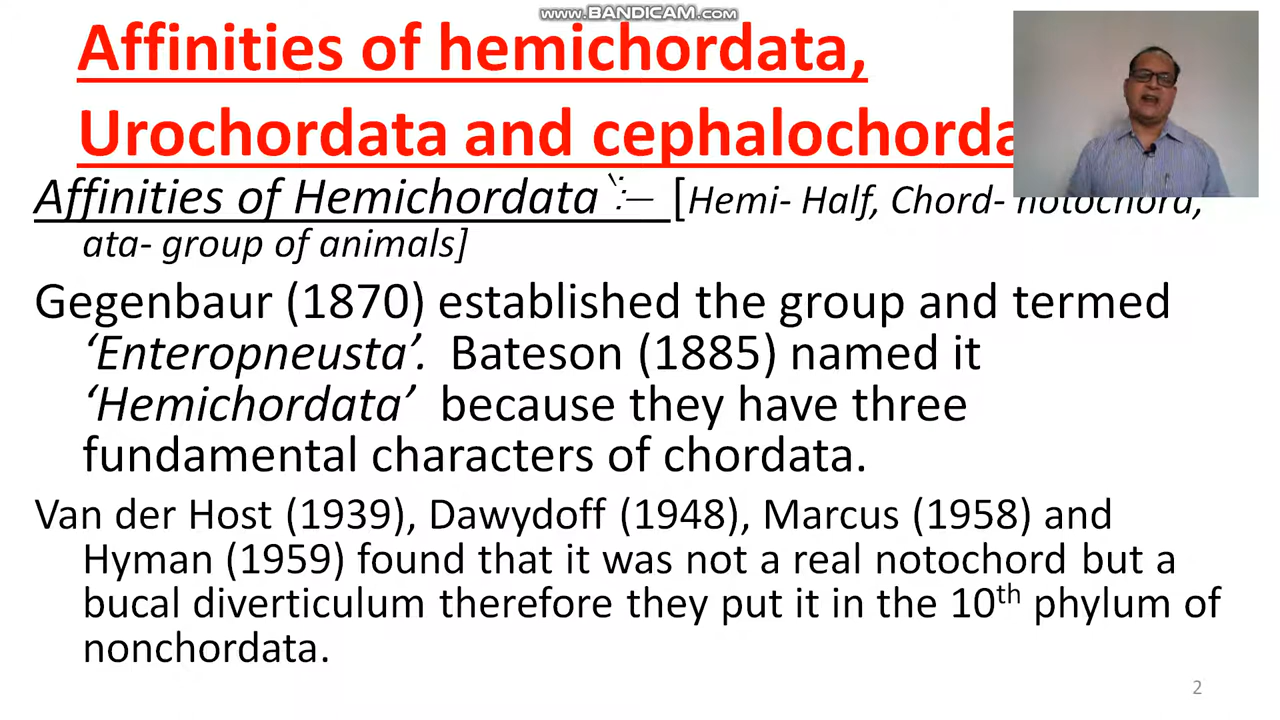 www.BANDICAM.com
Affinities of hemichordata,
Urochordata and cephalochorda
Affinities of Hemichordata :— [Hemi- Half, Chord- notochord,
ata- group of animals]
Gegenbaur (1870) established the group and termed
‘Enteropneusta’. Bateson (1885) named it
‘Hemichordata’ because they have three
fundamental characters of chordata.
Van der Host (1939), Dawydoff (1948), Marcus (1958) and
Hyman (1959) found that it was not a real notochord but a
bucal diverticulum therefore they put it in the 10th phylum of
nonchordata.
2